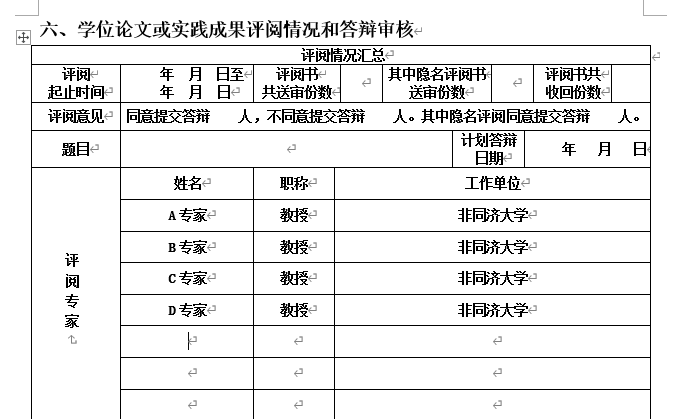 六、学位论文或实践成果评阅情况和答辩审核
评阅情况汇总
评阅
起止时间
年 月 日至
年 月 日
评阅书
共送审份数
其中隐名评阅书
送审份数
评阅书共
收回份数
评阅意见
同意提交答辩 人，不同意提交答辩 人。其中隐名评阅同意提交答辩 人。
题目
计划答辩
日期
年 月 日
评阅专家
姓名 职称 工作单位
A 专家 教授 非同济大学
B 专家 教授 非同济大学
C 专家 教授 非同济大学
D 专家 教授 非同济大学